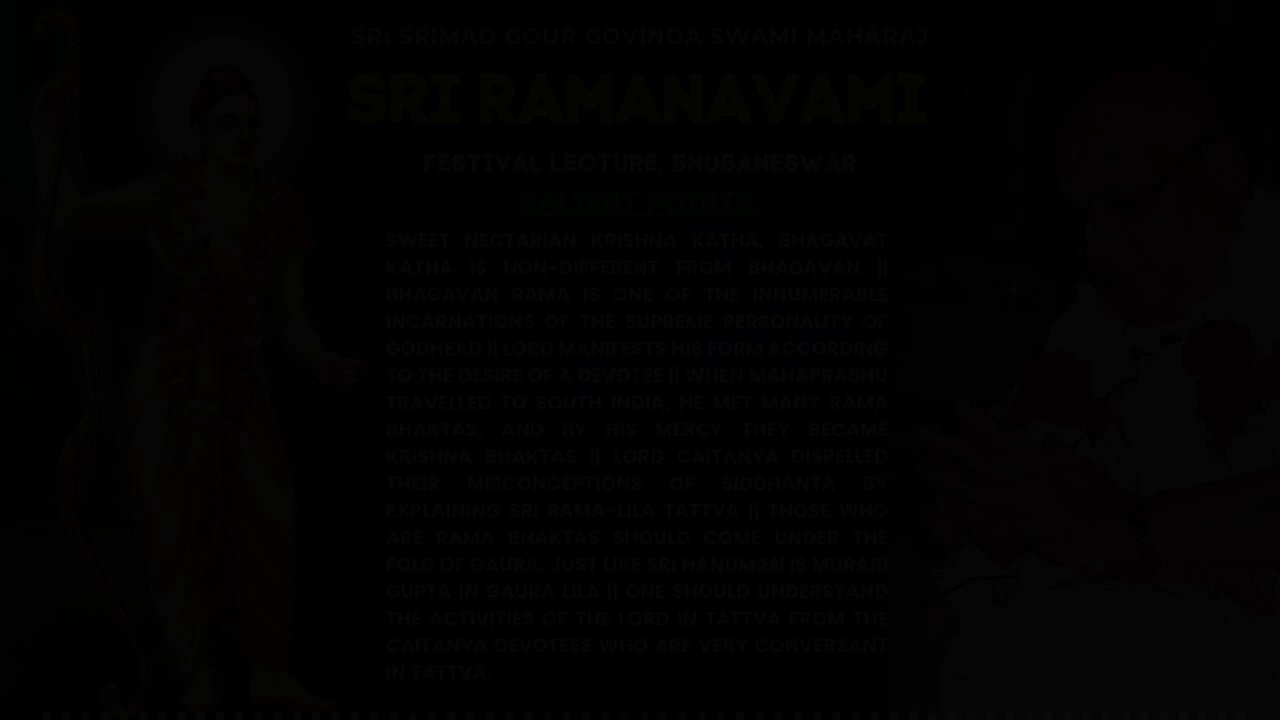 SRI SRIMAD GOUR GOVINDA SWAMI MAHARAJ
SRI RAMANAVAMI
FESTIVAL LECTURE, BHUBANESWAR
SALIENT POINTS:
SWEET NECTARIAN KRISHNA KATHA, BHAGAVAT
KATHA IS NON-DIFFERENT FROM BHAGAVAN ||
BHAGAVAN RAMA IS ONE OF THE INNUMERABLE
INCARNATIONS OF THE SUPREME PERSONALITY OF
GODHEAD || LORD MANIFESTS HIS FORM ACCORDING
TO THE DESIRE OF A DEVOTEE || WHEN MAHAPRABHU
TRAVELLED TO SOUTH INDIA, HE MET MANY RAMA
BHAKTAS, AND BY HIS MERCY THEY BECAME
KRISHNA BHAKTAS || LORD CAITANYA DISPELLED
THEIR MISCONCEPTIONS OF SIDDHANTA BY
EXPLAINING SRI RAMA-LILA TATTVA || THOSE WHO
ARE RAMA BHAKTAS SHOULD COME UNDER THE
FOLD OF GAURA, JUST LIKE SRI HANUMAN IS MURARI
GUPTA IN GAURA LILA || ONE SHOULD UNDERSTAND
THE ACTIVITIES OF THE LORD IN TATTVA FROM THE
CAITANYA DEVOTEES WHO ARE VERY CONVERSANT
IN TATTVA.